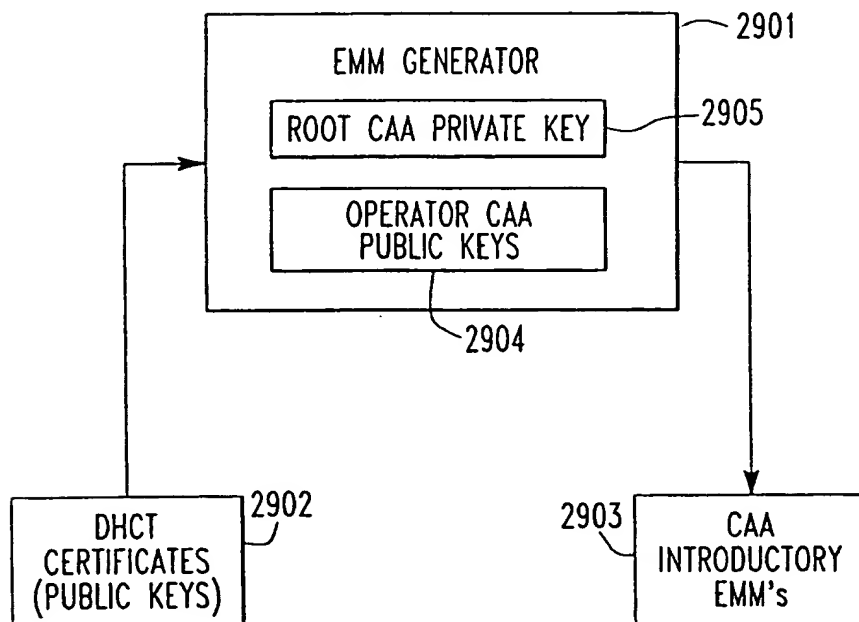 2901
EMM GENERATOR
ROOT CAA PRIVATE KEY
2905
OPERATOR CAA
PUBLIC KEYS
2904
DHCT
CERTIFICATES
(PUBLIC KEYS)
2902
2903
CAA
INTRODUCTORY
EMM's